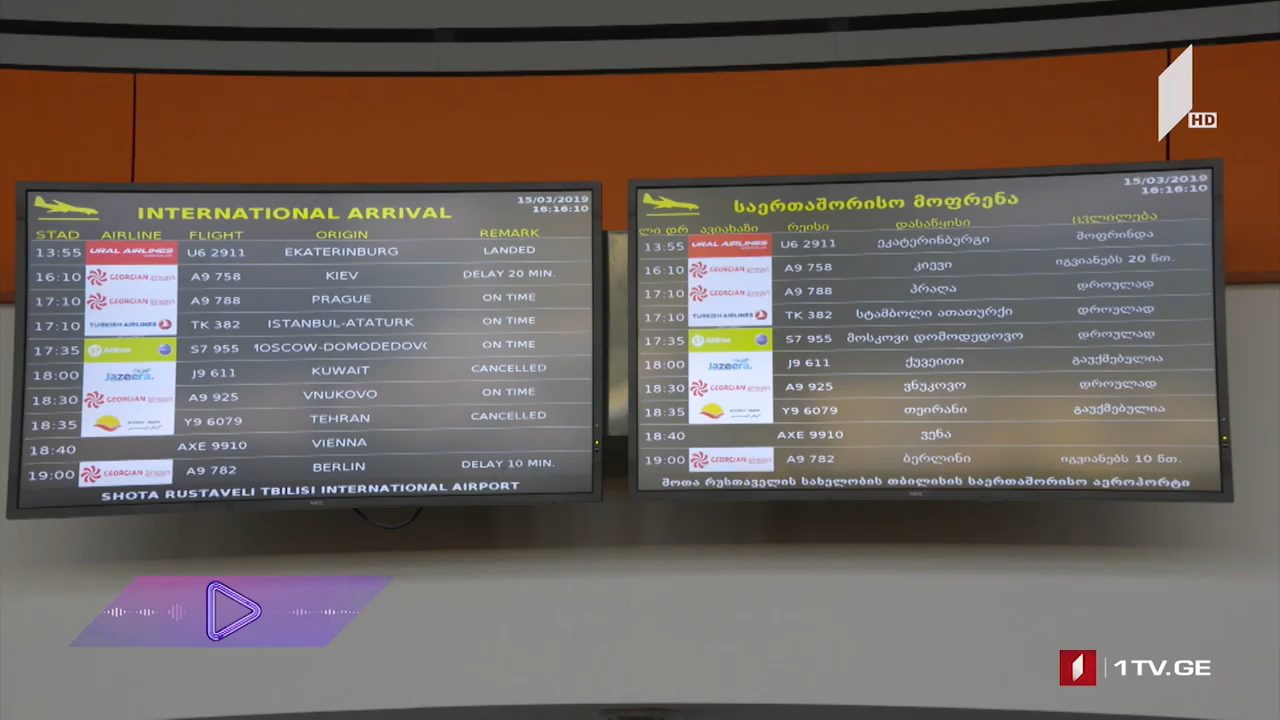 HD
INTERNATIONAL ARRIVAL
15/03/2019
16:16:10
STAD AIRLINE FLIGHT ORIGIN REMARK
13:55 URAL AIRLINES U6 2911 EKATERINBURG LANDED
16:10 GEORGIAN A9 758 KIEV DELAY 20 MIN.
17:10 GEORGIAN A9 788 PRAGUE ON TIME
17:10 TURKISH AIRLINES TK 382 ISTANBUL-ATATURK ON TIME
17:35 S7 Airlines S7 955 MOSCOW-DOMODEDOVO ON TIME
18:00 Jazeera. J9 611 KUWAIT CANCELLED
18:30 GEORGIAN A9 925 VNUKOVO ON TIME
18:35 Y9 6079 TEHRAN CANCELLED
18:40 AXE 9910 VIENNA
19:00 GEORGIAN A9 782 BERLIN DELAY 10 MIN.
SHOTA RUSTAVELI TBILISI INTERNATIONAL AIRPORT
საერთაშორისო მოფრენა
15/03/2019
16:16:10
ლი დრ ავიახაზი რეისი დასაწყისი ცვლილება
13:55 URAL AIRLINES U6 2911 ეკატერინბურგი მოფრინდა
16:10 GEORGIAN A9 758 კიევი იგვიანებს 20 წთ.
17:10 GEORGIAN A9 788 პრაღა დროულად
17:10 TURKISH AIRLINES TK 382 სტამბოლი ათათურქი დროულად
17:35 S7 Airlines S7 955 მოსკოვი დომოდედოვო დროულად
18:00 Jazeera. J9 611 ქუვეითი გაუქმებულია
18:30 GEORGIAN A9 925 ვნუკოვო დროულად
18:35 Y9 6079 თეირანი გაუქმებულია
18:40 AXE 9910 ვენა
19:00 GEORGIAN A9 782 ბერლინი იგვიანებს 10 წთ.
შოთა რუსთაველის სახელობის თბილისის საერთაშორისო აეროპორტი
1TV.GE